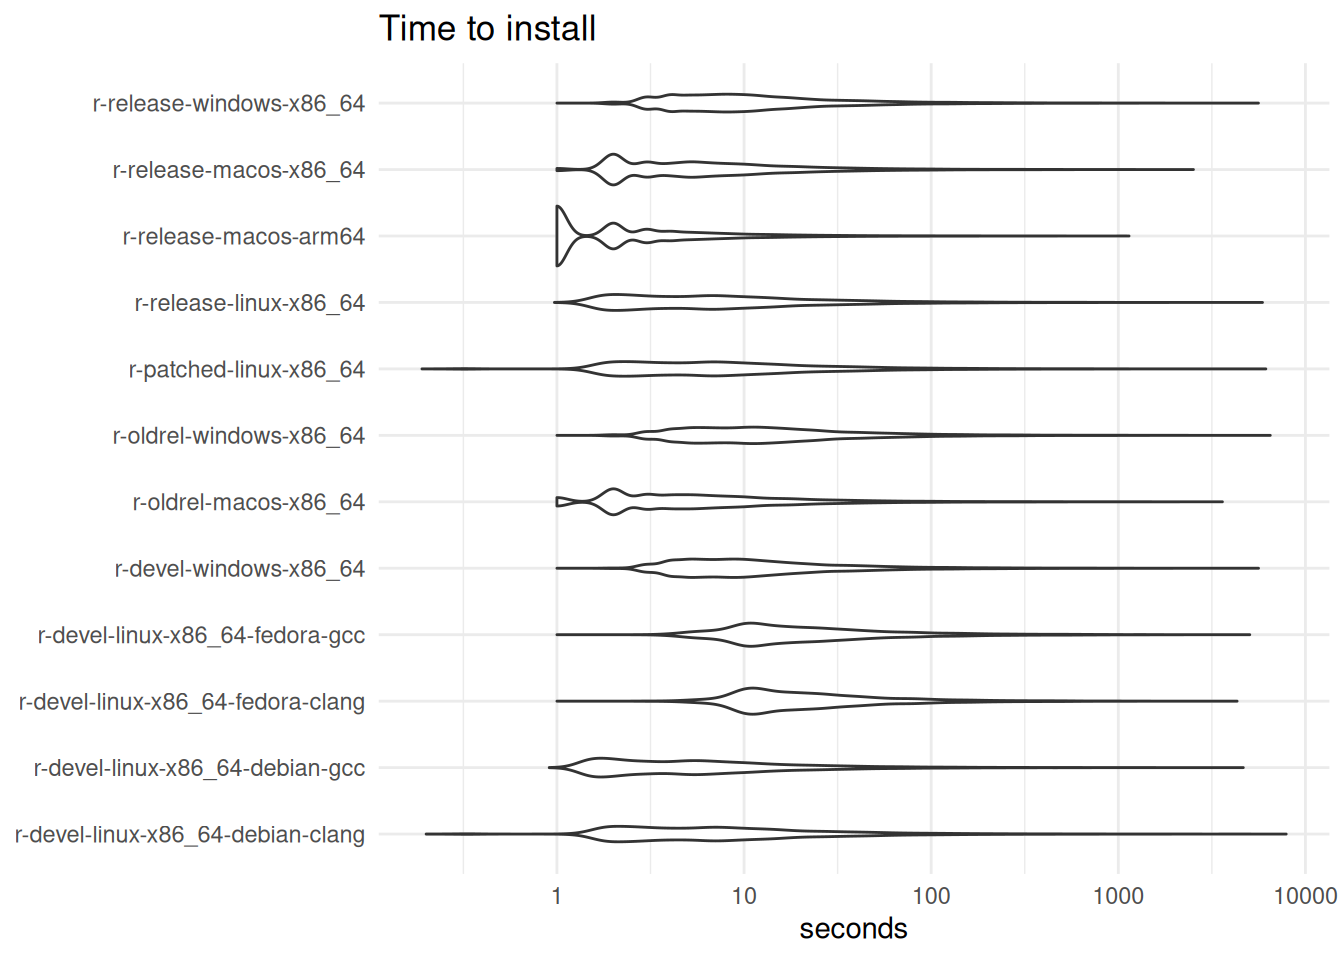 Time to install
r-release-windows-x86_64
r-release-macos-x86_64
r-release-macos-arm64
r-release-linux-x86_64
r-patched-linux-x86_64
r-oldrel-windows-x86_64
r-oldrel-macos-x86_64
r-devel-windows-x86_64
r-devel-linux-x86_64-fedora-gcc
r-devel-linux-x86_64-fedora-clang
r-devel-linux-x86_64-debian-gcc
r-devel-linux-x86_64-debian-clang
1 10 100 1000 10000
seconds